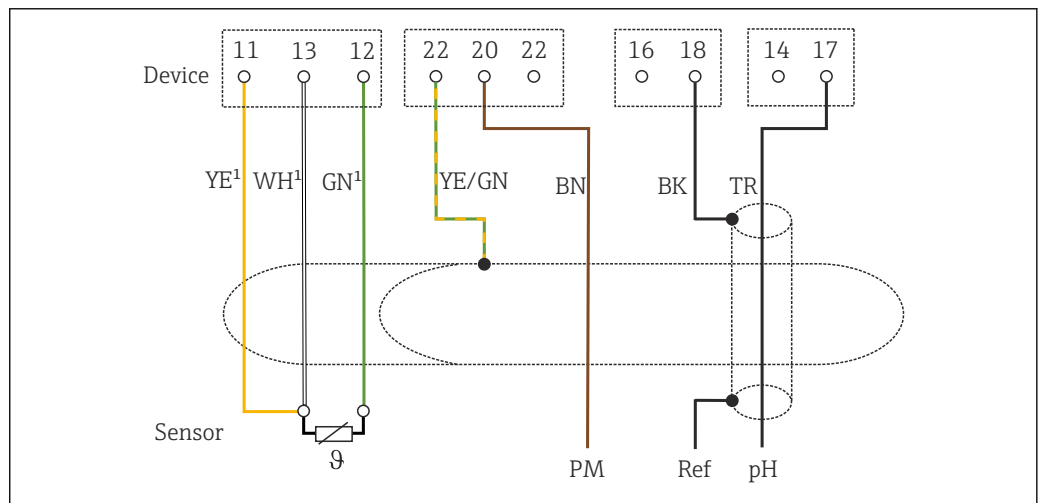 11 13 12 22 20 22 16 18 14 17
Device
YE¹ WH¹ GN¹ YE/GN BN BK TR
Sensor
ϑ PM Ref pH